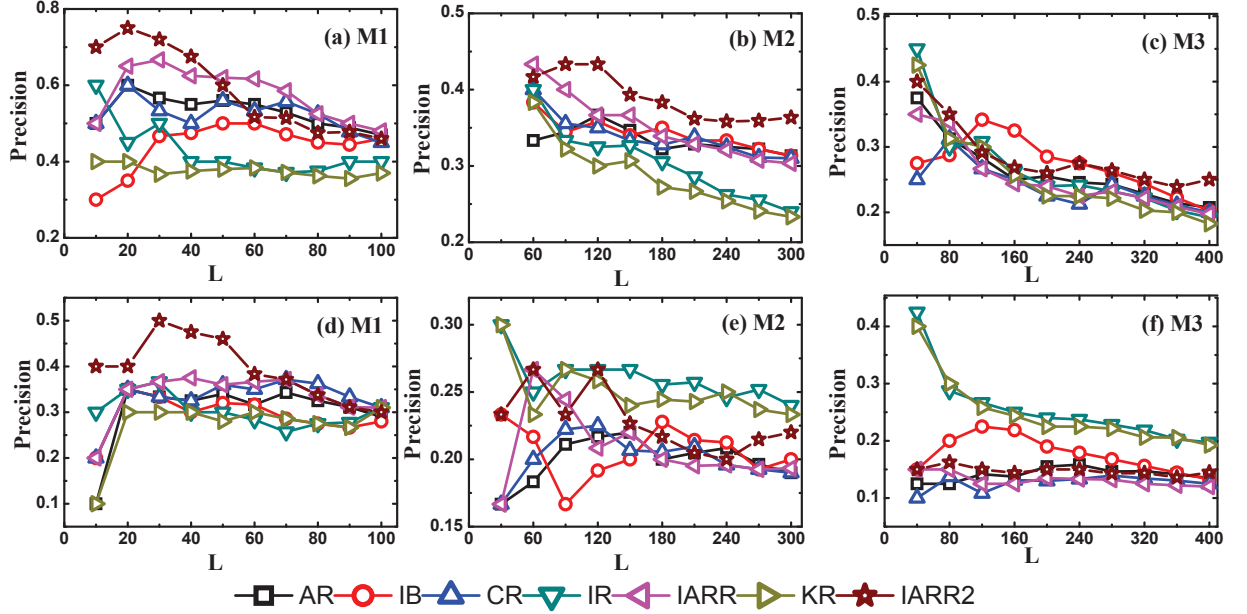 (a) M1
Precision
0.8
0.6
0.4
0.2
0 20 40 60 80 100
L
(b) M2
Precision
0.5
0.4
0.3
0.2
0 60 120 180 240 300
L
(c) M3
Precision
0.5
0.4
0.3
0.2
0 80 160 240 320 400
L
(d) M1
Precision
0.5
0.4
0.3
0.2
0.1
0 20 40 60 80 100
L
(e) M2
Precision
0.30
0.25
0.20
0.15
0 60 120 180 240 300
L
(f) M3
Precision
0.4
0.3
0.2
0.1
0 80 160 240 320 400
L
AR IB CR IR IARR KR IARR2